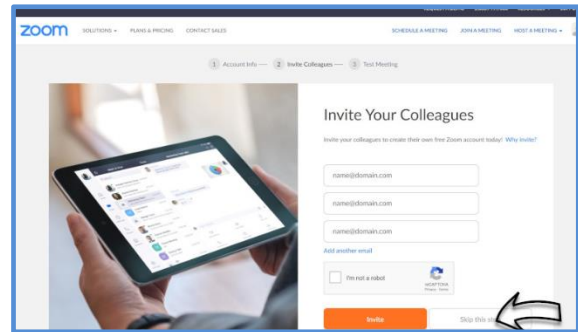 zoom SOLUTIONS PLANS & PRICING CONTACT SALES SCHEDULE A MEETING JOIN A MEETING HOST A MEETING
1 Account Info — 2 Invite Colleagues — 3 Test Meeting
Invite Your Colleagues
Invite your colleagues to create their own free Zoom account today! Why invite?
name@domain.com
name@domain.com
name@domain.com
Add another email
I'm not a robot
reCAPTCHA
Privacy - Terms
Invite Skip this